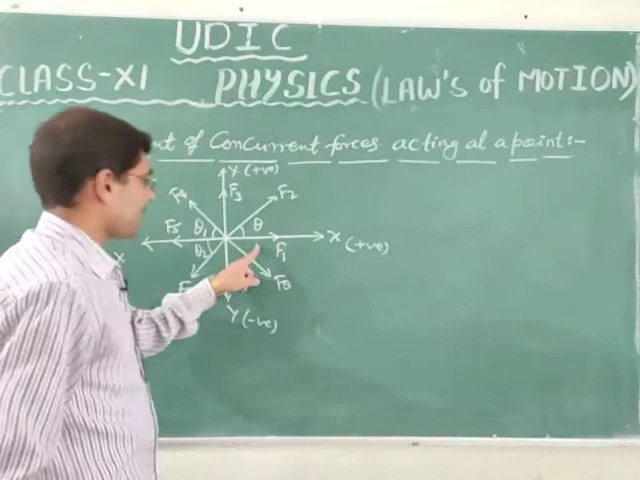 UDIC
CLASS-XI PHYSICS (LAW'S of MOTION)
of Concurrent forces acting at a point:-
Y (+ve)
F4 F3 F2
F5 θ1 θ
X (+ve)
F1
X θ2
F8
Y (-ve)